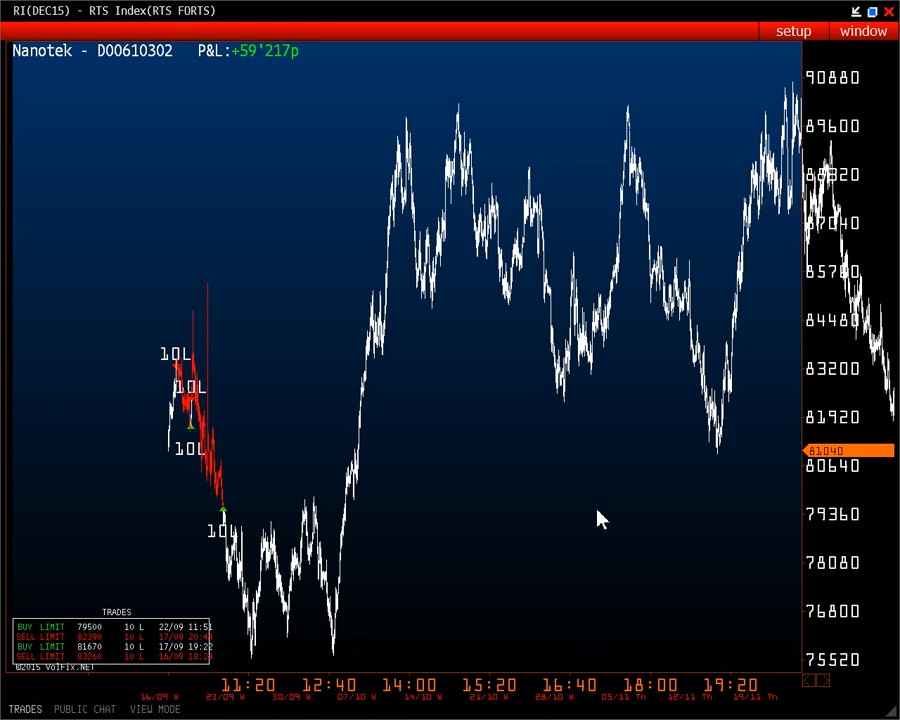 RI(DEC15) - RTS Index(RTS FORTS)
setup window
Nanotek - D00610302 P&L:+59'217p
90880
89600
88320
87040
85760
84480
83200
81920
81040
80640
79360
78080
76800
75520
10L
10L
10L
10L
TRADES
BUY LIMIT 79500 10 L 22/09 11:51
SELL LIMIT 82390 10 L 17/09 20:44
BUY LIMIT 81670 10 L 17/09 19:22
SELL LIMIT 83260 10 L 16/09 18:24
©2015 VolFix.NET
11:20 12:40 14:00 15:20 16:40 18:00 19:20
16/09 W 23/09 W 30/09 W 07/10 W 14/10 W 21/10 W 28/10 W 05/11 Th 12/11 Th 19/11 Th
TRADES PUBLIC CHAT VIEW MODE